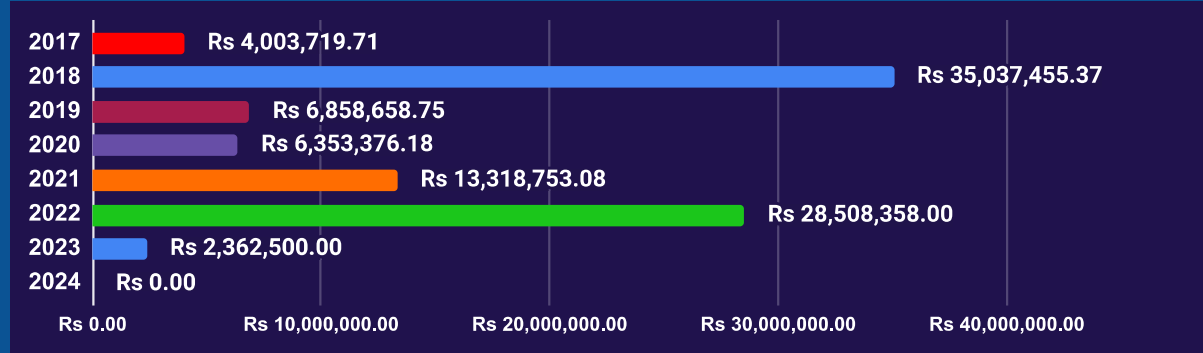 2017 Rs 4,003,719.71
2018 Rs 35,037,455.37
2019 Rs 6,858,658.75
2020 Rs 6,353,376.18
2021 Rs 13,318,753.08
2022 Rs 28,508,358.00
2023 Rs 2,362,500.00
2024 Rs 0.00
Rs 0.00 Rs 10,000,000.00 Rs 20,000,000.00 Rs 30,000,000.00 Rs 40,000,000.00